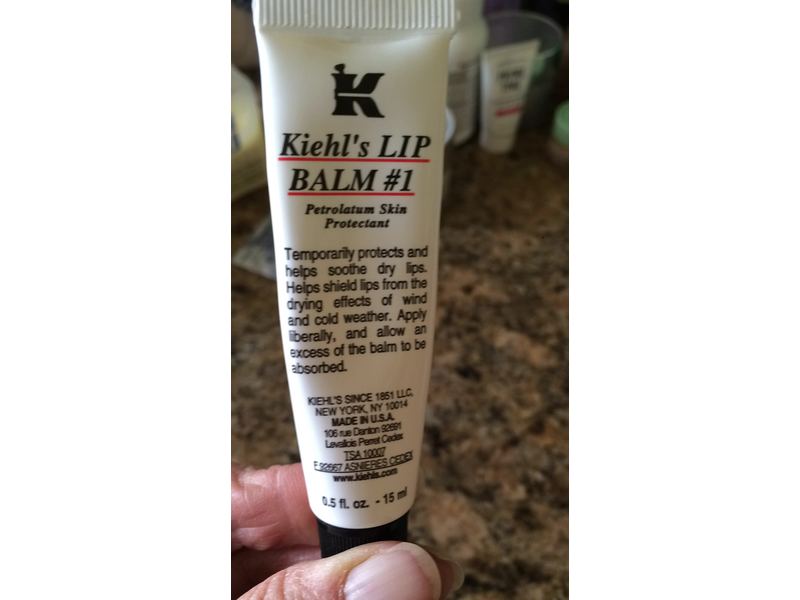 K
Kiehl's LIP
BALM #1
Petrolatum Skin
Protectant
Temporarily protects and
helps soothe dry lips.
Helps shield lips from the
drying effects of wind
and cold weather. Apply
liberally, and allow an
excess of the balm to be
absorbed.
KIEHL'S SINCE 1851 LLC,
NEW YORK, NY 10014
MADE IN U.S.A.
106 rue Danton 92691
Levallois Perret Cedex
TSA 10007
F 92667 ASNIERES CEDEX
www.kiehls.com
0.5 fl. oz. - 15 ml